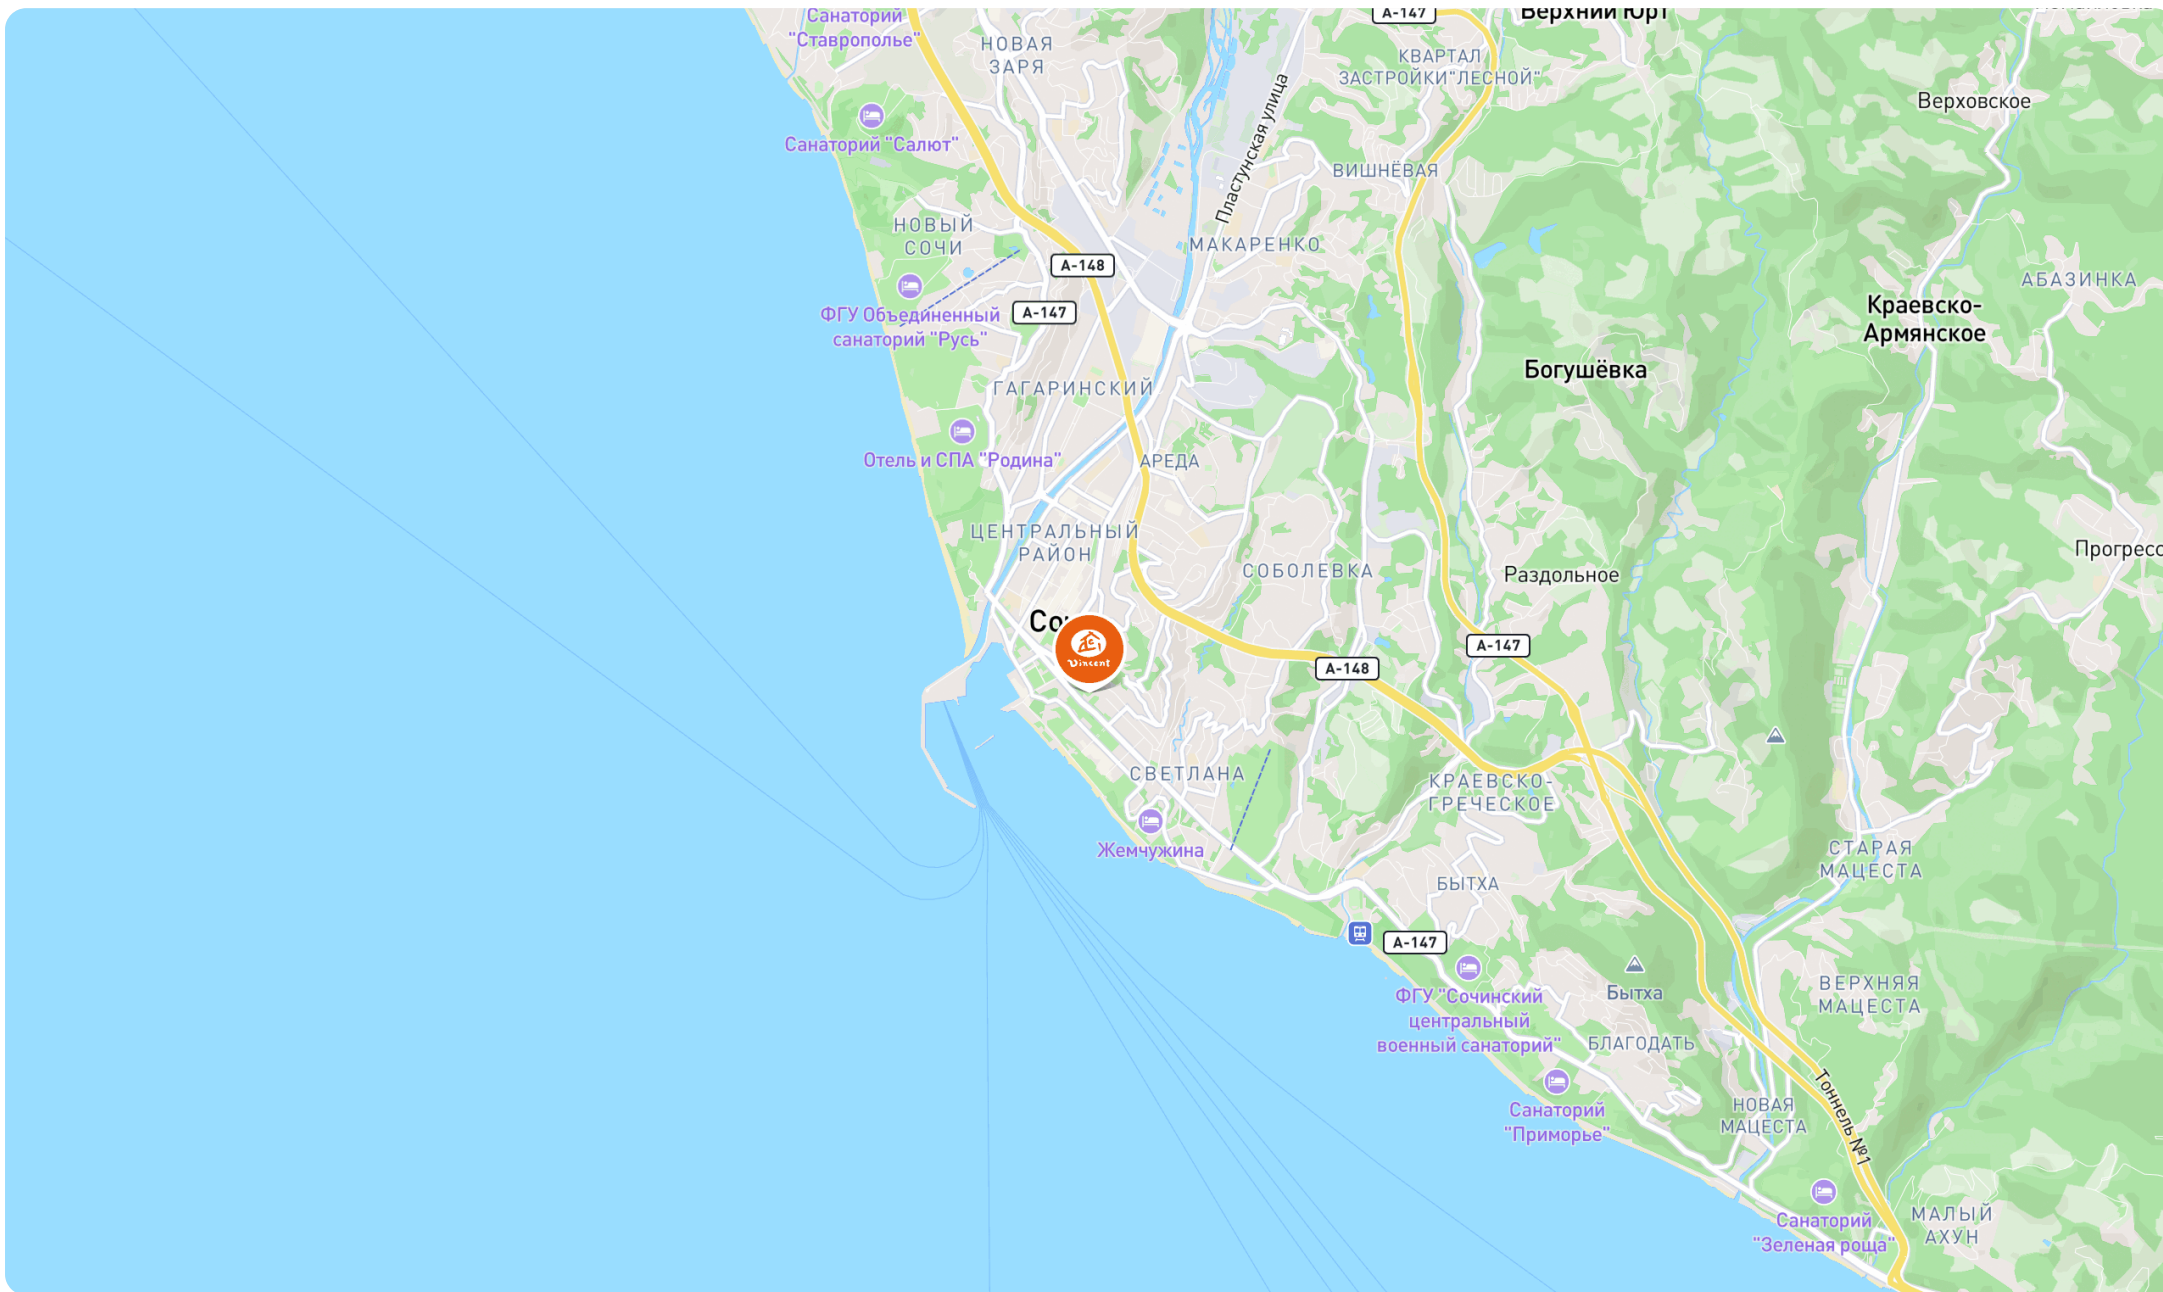 Санаторий
"Ставрополье"
НОВАЯ
ЗАРЯ
А-147
Верхний Юрт
КВАРТАЛ
ЗАСТРОЙКИ"ЛЕСНОЙ"
Пластунская улица
Верховское
Санаторий "Салют"
ВИШНЁВАЯ
НОВЫЙ
СОЧИ
МАКАРЕНКО
А-148
АБАЗИНКА
А-147
ФГУ Объединенный
санаторий "Русь"
Краевско-
Армянское
Богушёвка
ГАГАРИНСКИЙ
Отель и СПА "Родина"
АРЕДА
ЦЕНТРАЛЬНЫЙ
РАЙОН
СОБОЛЕВКА
Раздольное
Прогресс
Vincent
А-147
А-148
СВЕТЛАНА
КРАЕВСКО-
ГРЕЧЕСКОЕ
Жемчужина
СТАРАЯ
МАЦЕСТА
БЫТХА
А-147
ФГУ "Сочинский
центральный
военный санаторий"
Бытха
ВЕРХНЯЯ
МАЦЕСТА
БЛАГОДАТЬ
Санаторий
"Приморье"
НОВАЯ
МАЦЕСТА
Тоннель №1
Санаторий
"Зеленая роща"
МАЛЫЙ
АХУН